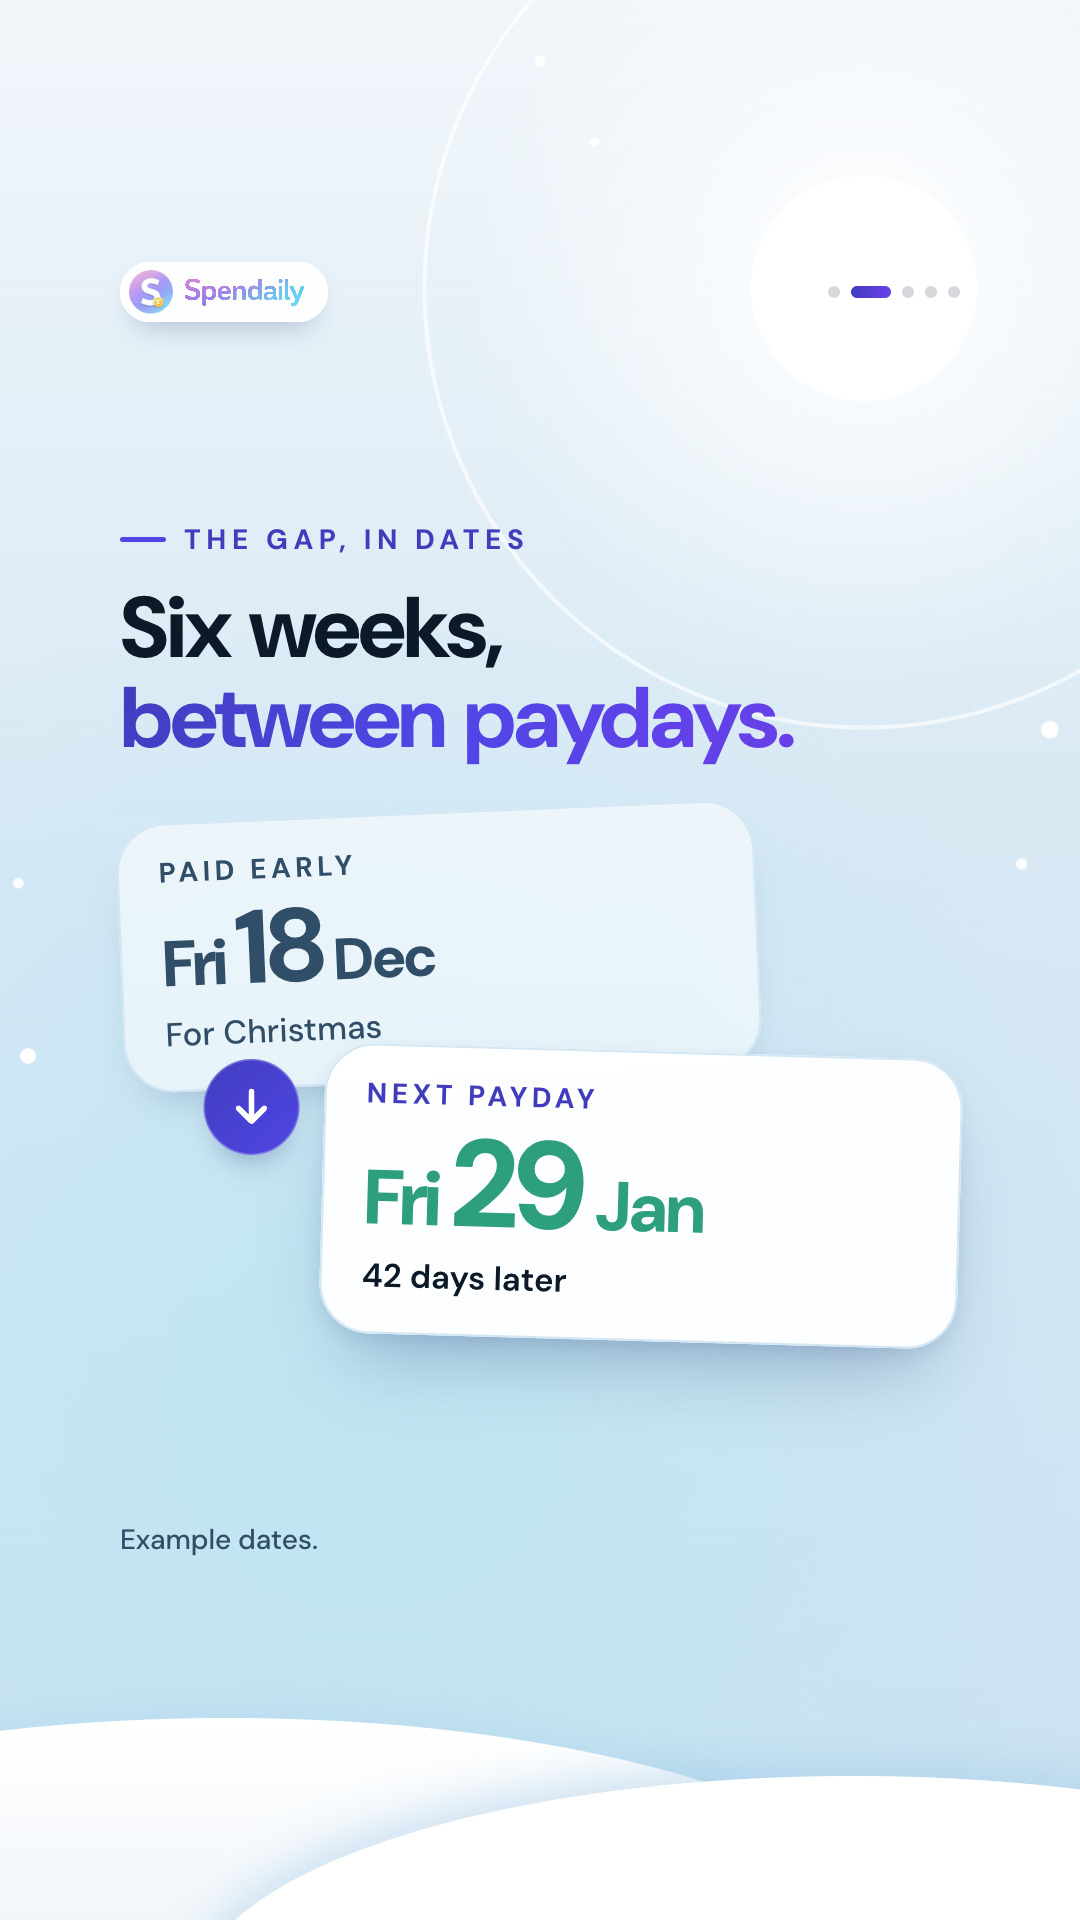 Spendaily
THE GAP, IN DATES
Six weeks,
between paydays.
PAID EARLY
Fri 18 Dec
For Christmas
NEXT PAYDAY
Fri 29 Jan
42 days later
Example dates.